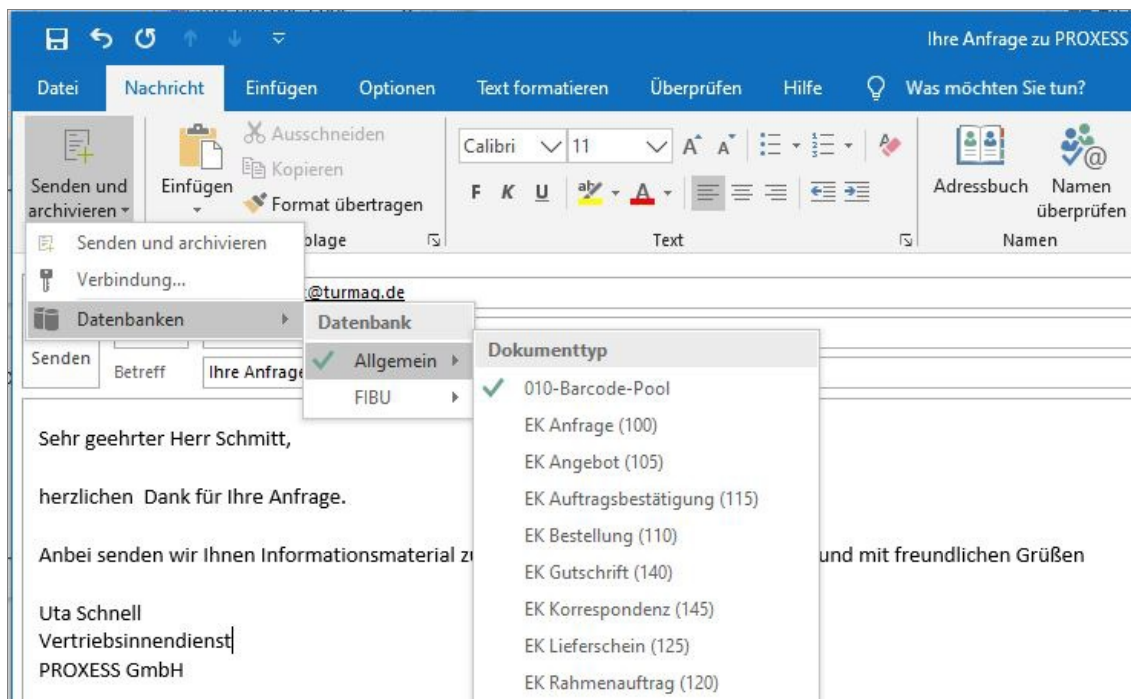 Ihre Anfrage zu PROXESS
Datei Nachricht Einfügen Optionen Text formatieren Überprüfen Hilfe Was möchten Sie tun?
Senden und archivieren
Einfügen
Ausschneiden
Kopieren
Format übertragen
Calibri 11
F K U
Text
Adressbuch
Namen überprüfen
Namen
Senden und archivieren
Verbindung...
Datenbanken
@turmag.de
Datenbank
Allgemein
FIBU
Dokumenttyp
010-Barcode-Pool
EK Anfrage (100)
EK Angebot (105)
EK Auftragsbestätigung (115)
EK Bestellung (110)
EK Gutschrift (140)
EK Korrespondenz (145)
EK Lieferschein (125)
EK Rahmenauftrag (120)
Senden
Betreff Ihre Anfrage
Sehr geehrter Herr Schmitt,
herzlichen Dank für Ihre Anfrage.
Anbei senden wir Ihnen Informationsmaterial und mit freundlichen Grüßen
Uta Schnell
Vertriebsinnendienst
PROXESS GmbH